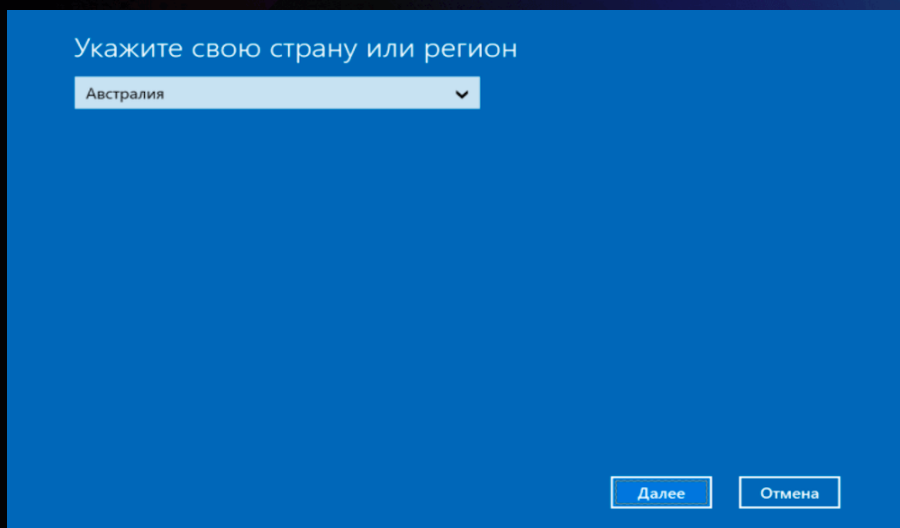 Укажите свою страну или регион
Австралия
Далее
Отмена